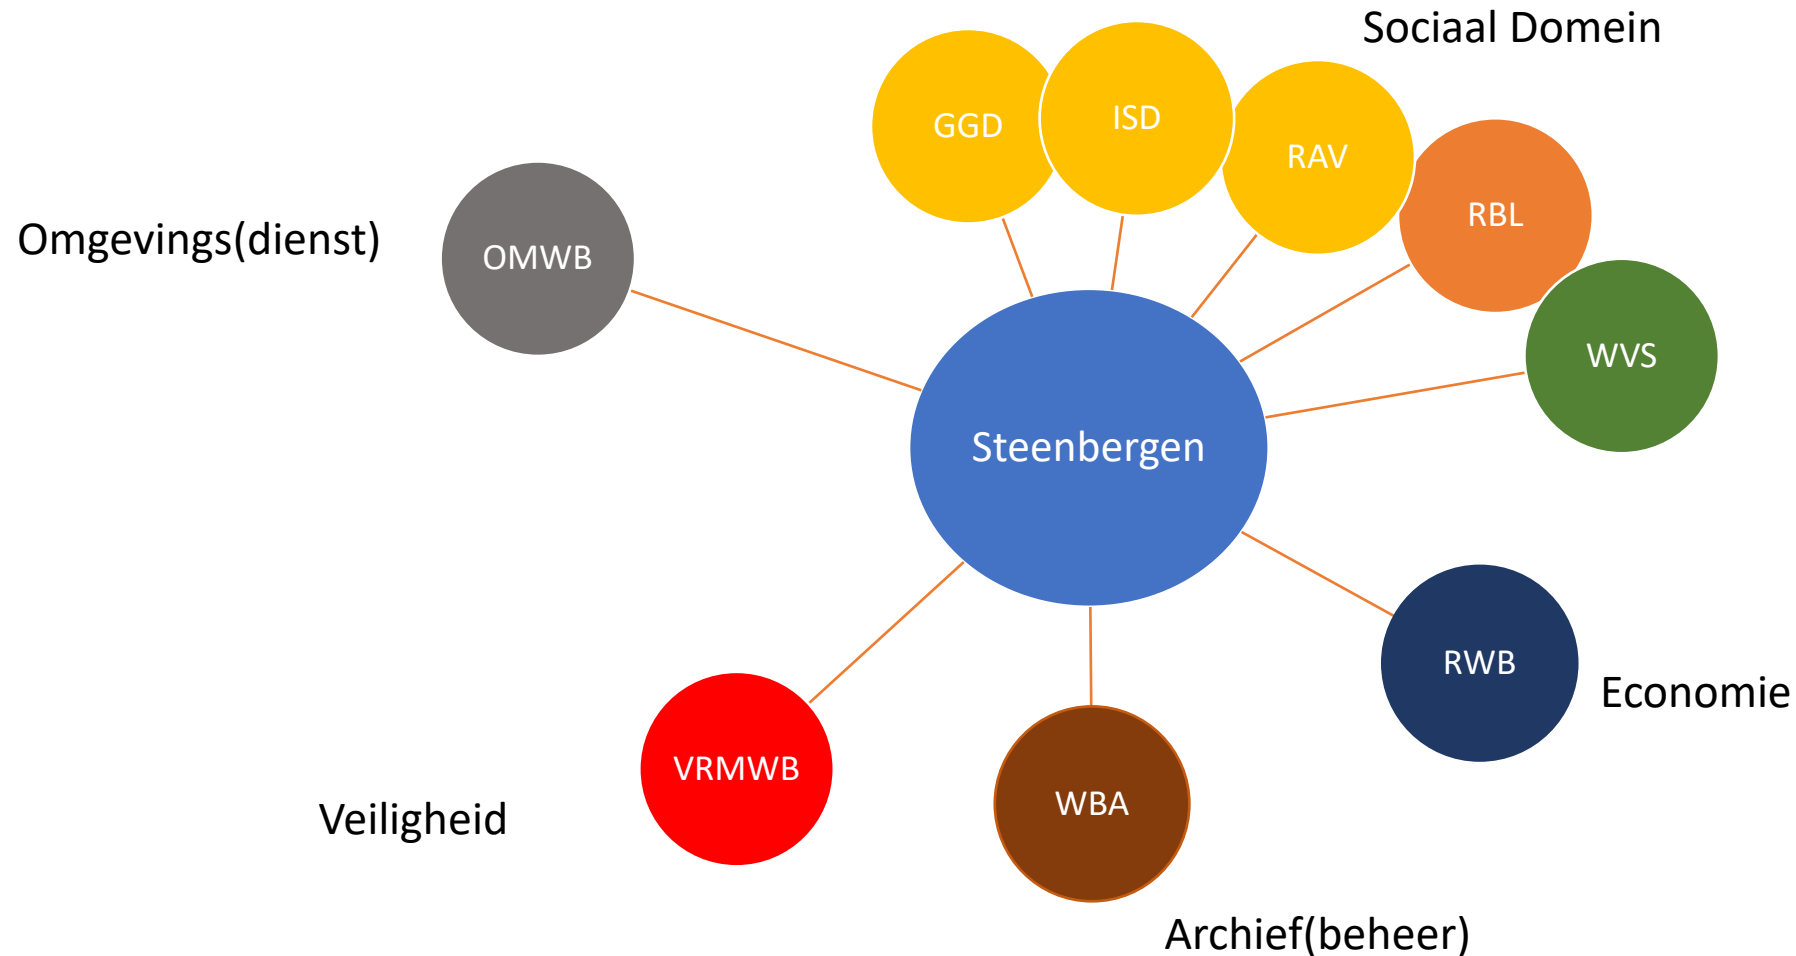 Sociaal Domein
GGD
ISD
RAV
RBL
Omgevings(dienst)
OMWB
WVS
Steenbergen
RWB
Economie
VRMWB
Veiligheid
WBA
Archief(beheer)